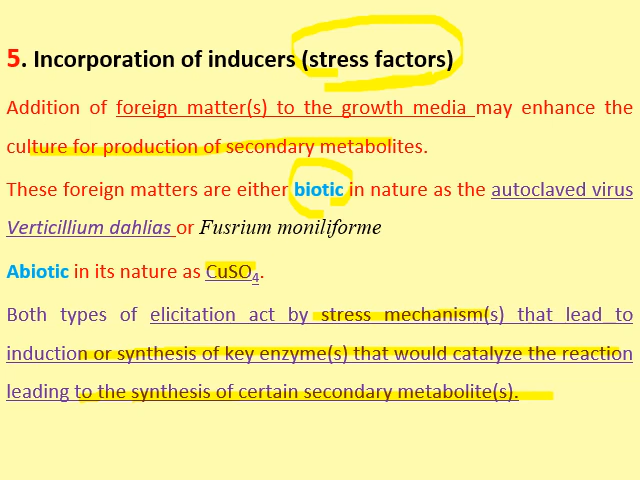 5. Incorporation of inducers (stress factors)
Addition of foreign matter(s) to the growth media may enhance the
culture for production of secondary metabolites.
These foreign matters are either biotic in nature as the autoclaved virus
Verticillium dahlias or Fusrium moniliforme
Abiotic in its nature as CuSO₄.
Both types of elicitation act by stress mechanism(s) that lead to
induction or synthesis of key enzyme(s) that would catalyze the reaction
leading to the synthesis of certain secondary metabolite(s).